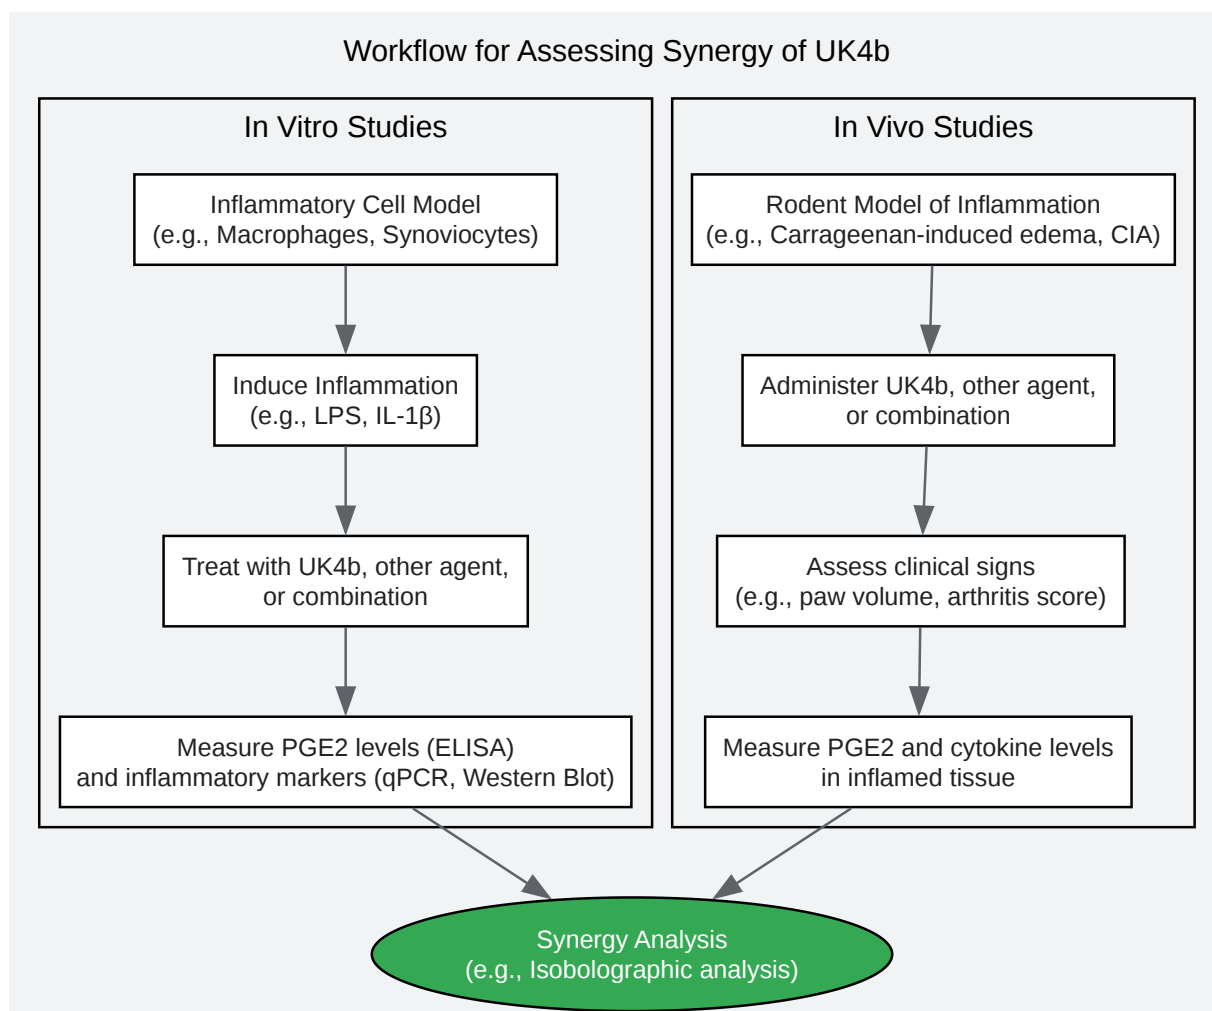 Workflow for Assessing Synergy of UK4b
In Vitro Studies
Inflammatory Cell Model
(e.g., Macrophages, Synoviocytes)
Induce Inflammation
(e.g., LPS, IL-1β)
Treat with UK4b, other agent,
or combination
Measure PGE2 levels (ELISA)
and inflammatory markers (qPCR, Western Blot)
In Vivo Studies
Rodent Model of Inflammation
(e.g., Carrageenan-induced edema, CIA)
Administer UK4b, other agent,
or combination
Assess clinical signs
(e.g., paw volume, arthritis score)
Measure PGE2 and cytokine levels
in inflamed tissue
Synergy Analysis
(e.g., Isobolographic analysis)